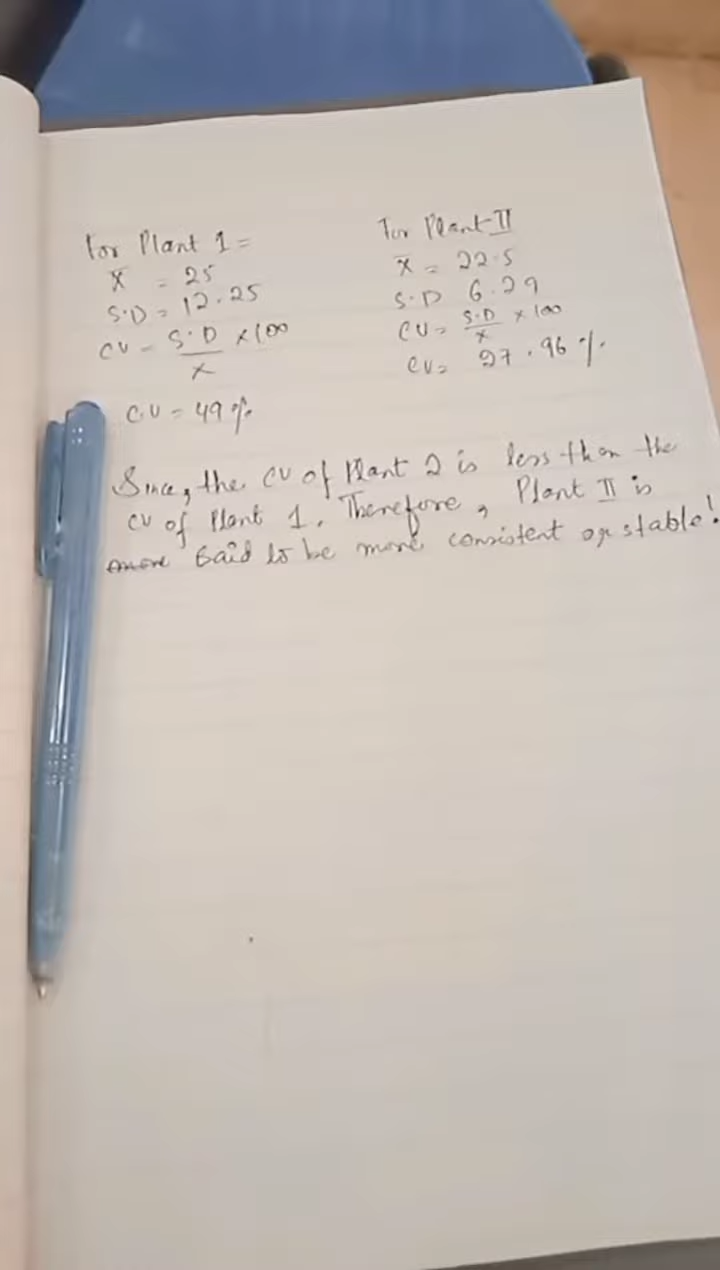 For Plant 1 =
X̄ = 25
S.D = 12.25
CV = S.D / X × 100
CV = 49%
For Plant-II
X̄ = 22.5
S.D 6.29
CV = S.D / X × 100
CV = 27.96%
Since, the CV of Plant 2 is less than the
CV of Plant 1. Therefore, Plant II is
said to be more consistent or stable!